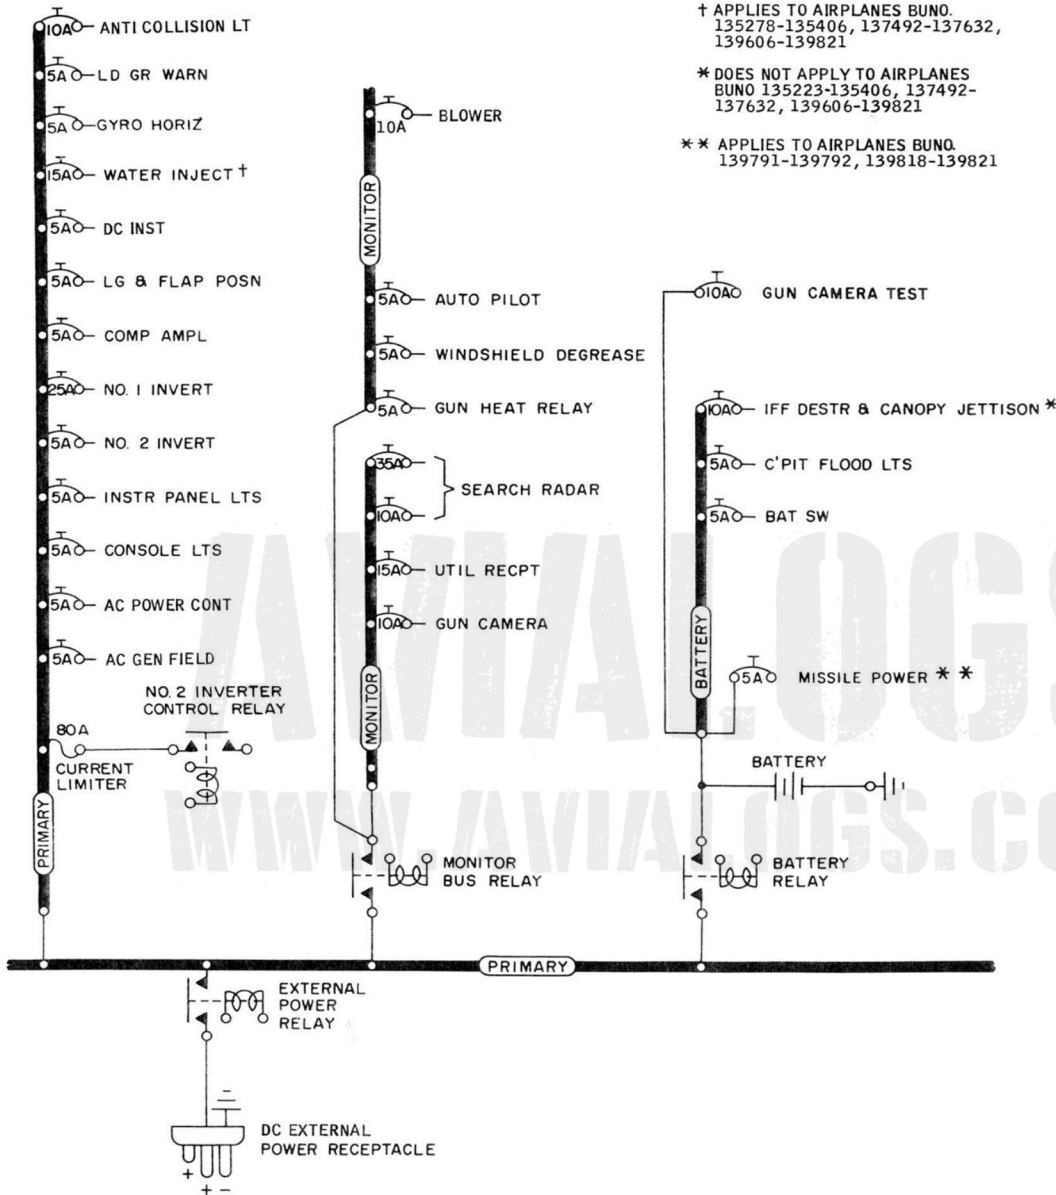 † APPLIES TO AIRPLANES BUNO.
135278-135406, 137492-137632,
139606-139821
* DOES NOT APPLY TO AIRPLANES
BUNO 135223-135406, 137492-
137632, 139606-139821
** APPLIES TO AIRPLANES BUNO.
139791-139792, 139818-139821
10A ANTI COLLISION LT
5A LD GR WARN
5A GYRO HORIZ
15A WATER INJECT †
5A DC INST
5A LG & FLAP POSN
5A COMP AMPL
25A NO. 1 INVERT
5A NO. 2 INVERT
5A INSTR PANEL LTS
5A CONSOLE LTS
5A AC POWER CONT
5A AC GEN FIELD
NO. 2 INVERTER
CONTROL RELAY
80A
CURRENT
LIMITER
PRIMARY
10A BLOWER
MONITOR
5A AUTO PILOT
5A WINDSHIELD DEGREASE
5A GUN HEAT RELAY
35A
SEARCH RADAR
10A
15A UTIL RECPT
10A GUN CAMERA
MONITOR
MONITOR
BUS RELAY
10A GUN CAMERA TEST
10A IFF DESTR & CANOPY JETTISON *
5A C'PIT FLOOD LTS
5A BAT SW
BATTERY
5A MISSILE POWER **
BATTERY
BATTERY
RELAY
PRIMARY
EXTERNAL
POWER
RELAY
DC EXTERNAL
POWER RECEPTACLE
+
+ -
AVIALOGS
WWW.AVIALOGS.CO